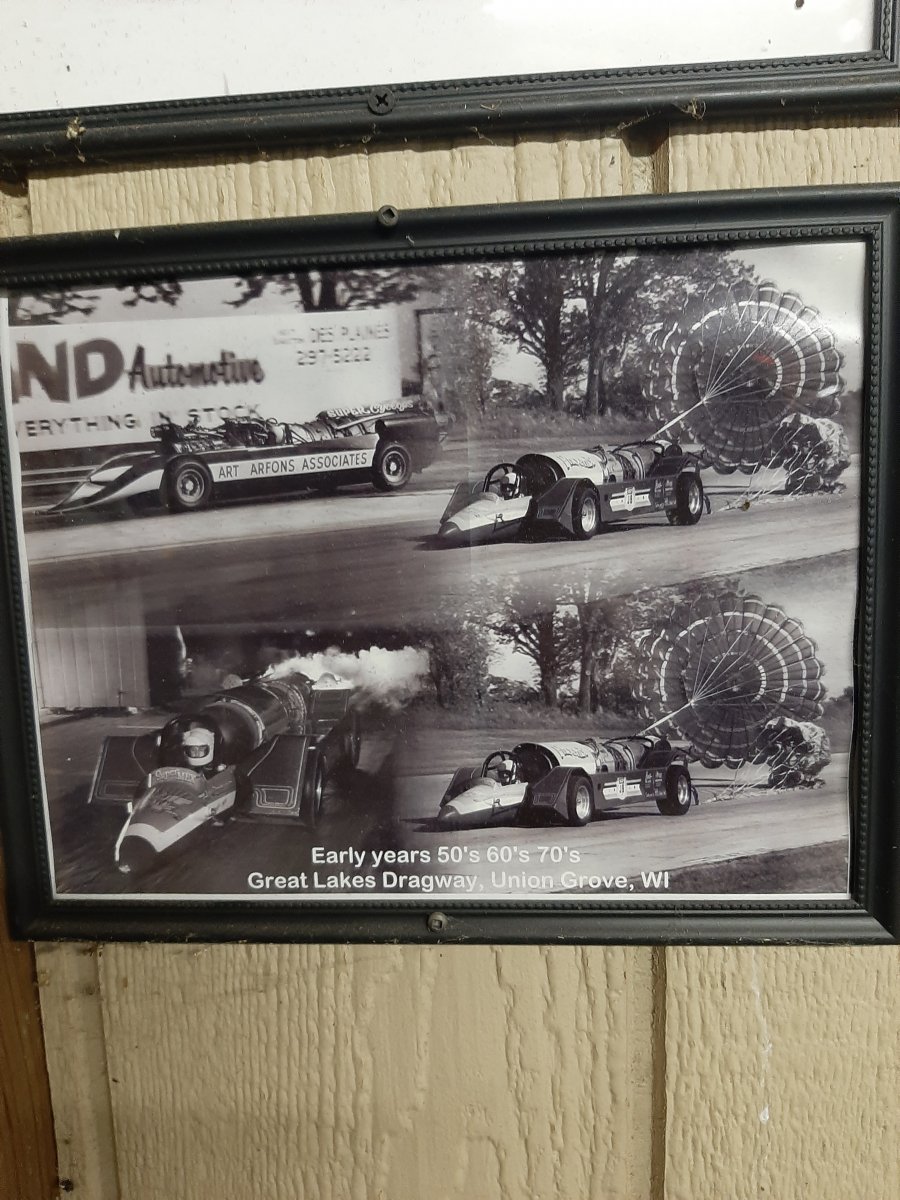 ND Automotive
DES PLAINES
297-5222
VERYTHING IN STOCK
ART ARFONS ASSOCIATES
Early years 50's 60's 70's
Great Lakes Dragway, Union Grove, WI